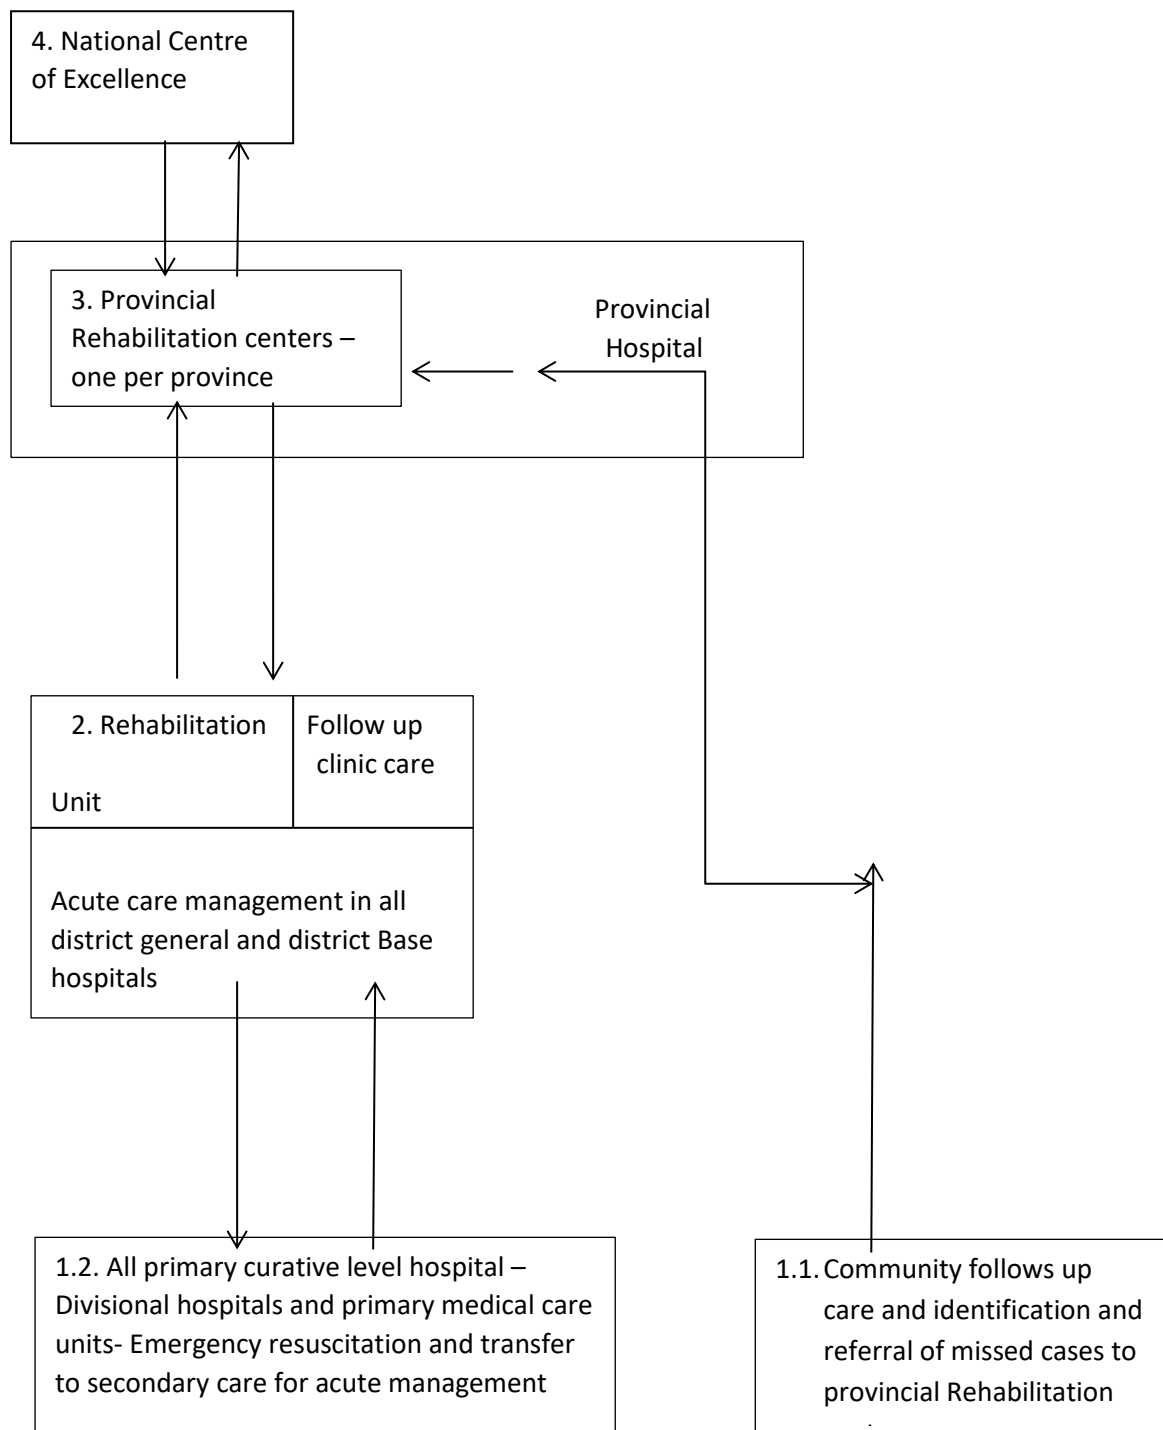 4. National Centre
of Excellence
3. Provincial
Rehabilitation centers –
one per province
Provincial
Hospital
2. Rehabilitation
Unit
Follow up
clinic care
Acute care management in all
district general and district Base
hospitals
1.2. All primary curative level hospital –
Divisional hospitals and primary medical care
units- Emergency resuscitation and transfer
to secondary care for acute management
1.1. Community follows up
care and identification and
referral of missed cases to
provincial Rehabilitation